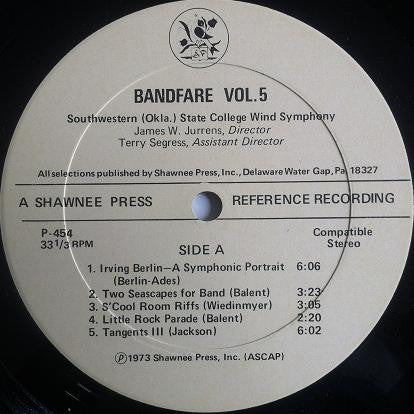 BANDFARE VOL.5
Southwestern (Okla.) State College Wind Symphony
James W. Jurrens, Director
Terry Segress, Assistant Director
All selections published by Shawnee Press, Inc., Delaware Water Gap, Pa. 18327
A SHAWNEE PRESS REFERENCE RECORDING
P-454 Compatible
33 1/3 RPM Stereo
SIDE A
1. Irving Berlin—A Symphonic Portrait 6:06
(Berlin-Ades)
2. Two Seascapes for Band (Balent) 3:23
3. S'Cool Room Riffs (Wiedinmyer) 3:05
4. Little Rock Parade (Balent) 2:20
5. Tangents III (Jackson) 6:02
℗ 1973 Shawnee Press, Inc. (ASCAP)